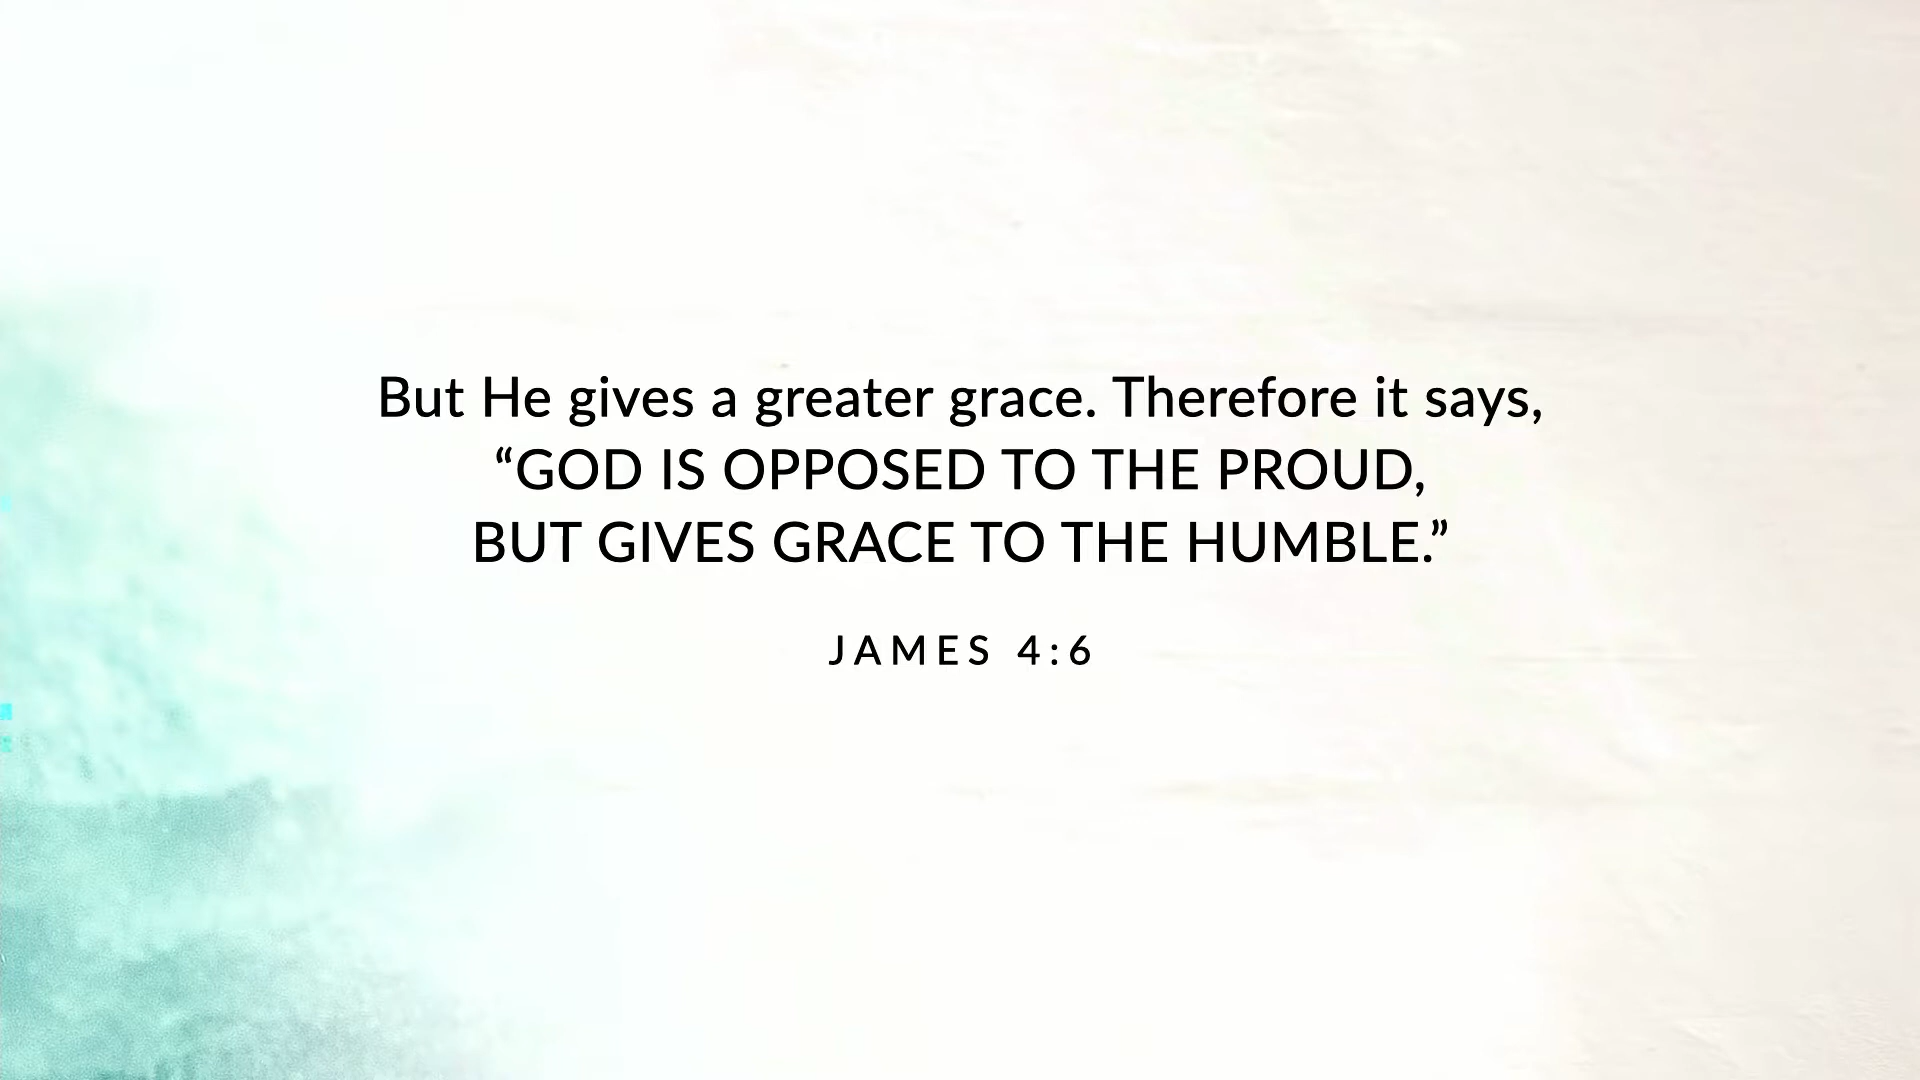 But He gives a greater grace. Therefore it says,
“GOD IS OPPOSED TO THE PROUD,
BUT GIVES GRACE TO THE HUMBLE.”
JAMES 4:6